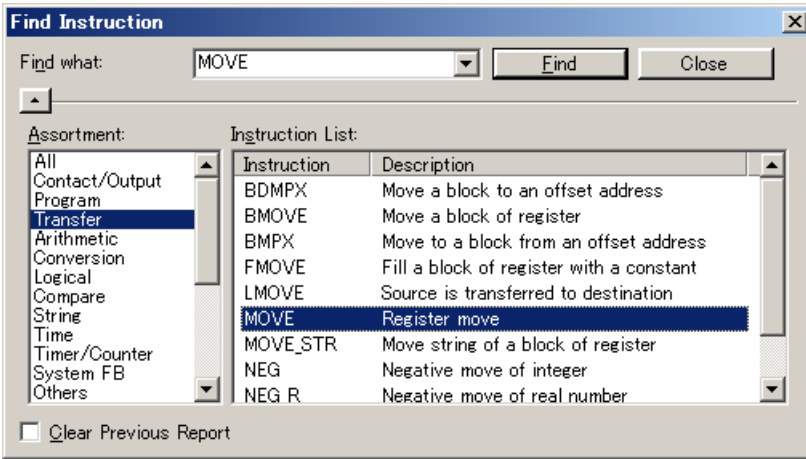 Find Instruction
Find what: MOVE Find Close
Assortment: Instruction List:
All
Contact/Output
Program
Transfer
Arithmetic
Conversion
Logical
Compare
String
Time
Timer/Counter
System FB
Others
Instruction Description
BDMPX Move a block to an offset address
BMOVE Move a block of register
BMPX Move to a block from an offset address
FMOVE Fill a block of register with a constant
LMOVE Source is transferred to destination
MOVE Register move
MOVE_STR Move string of a block of register
NEG Negative move of integer
NEG_R Negative move of real number
Clear Previous Report